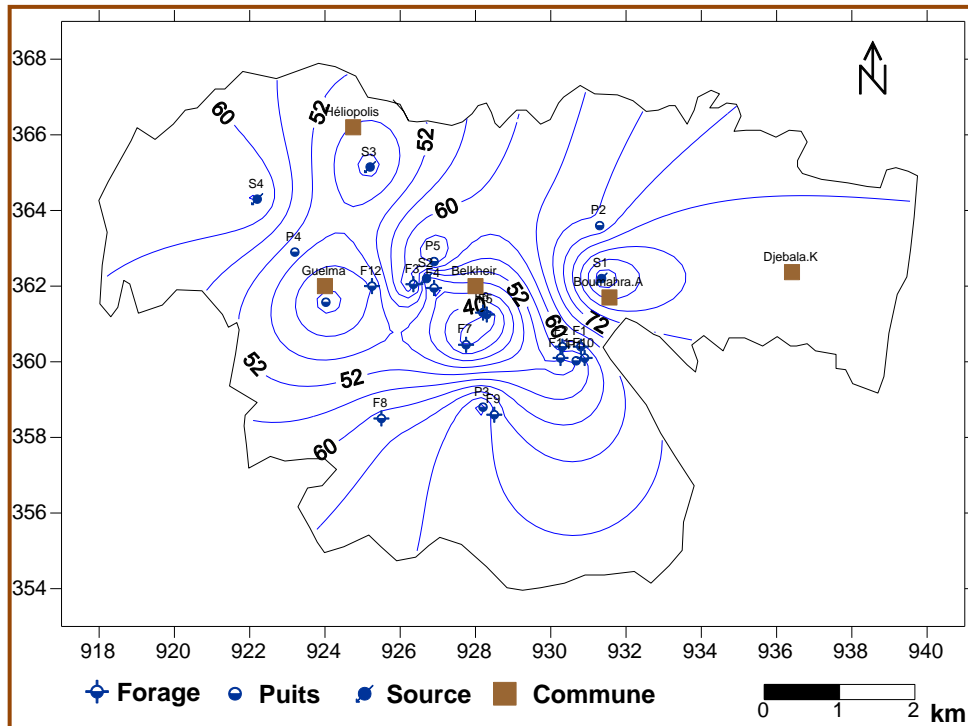 368
366
364
362
360
358
356
354
918 920 922 924 926 928 930 932 934 936 938 940
N
60
52
52
60
52
60
72
40
52
52
60
Héliopolis
S3
S4
P4
P2
P5
S2
S1
Guelma
F12
F3
F4
Belkheir
Boumahra.A
Djebala.K
F7
F1
F10
F8
P3
F9
Forage Puits Source Commune
0 1 2 km